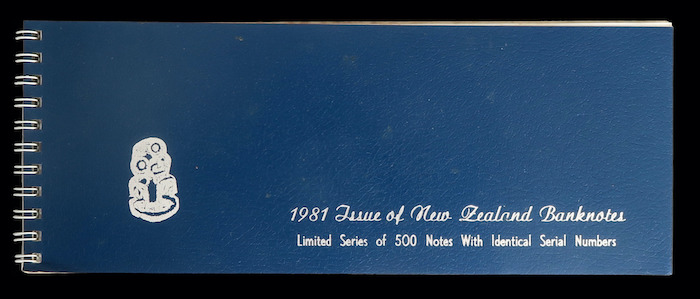 1981 Issue of New Zealand Banknotes
Limited Series of 500 Notes With Identical Serial Numbers